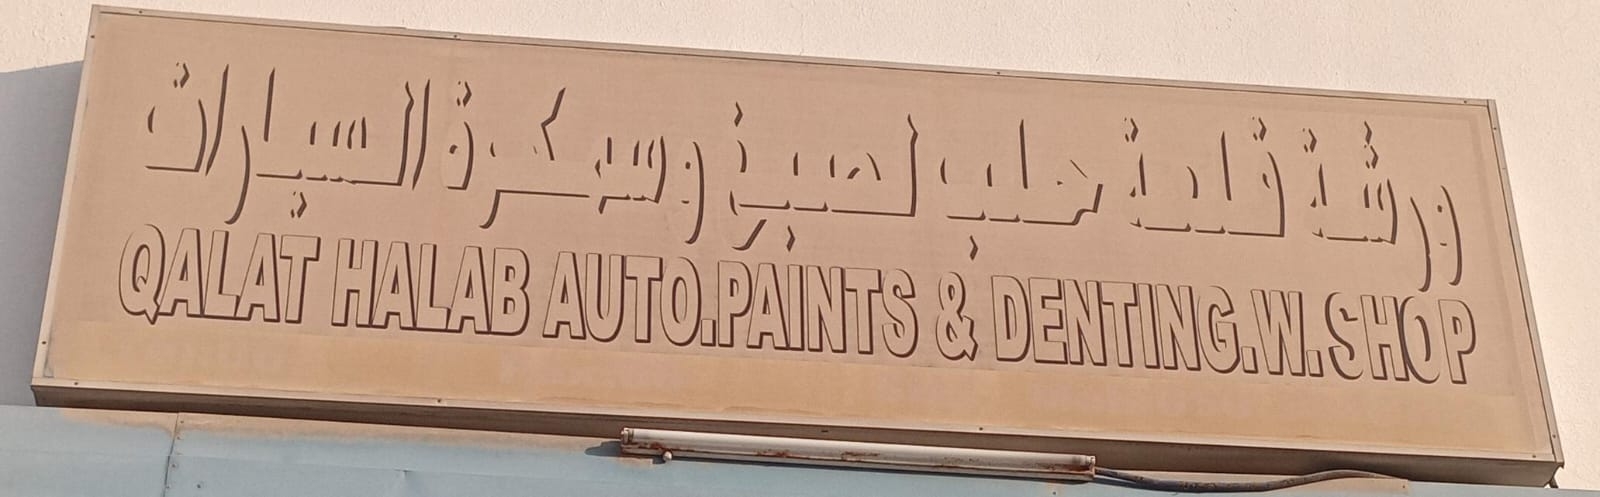 ورشة قلعة حلب لصبغ وسمكرة السيارات
QALAT HALAB AUTO.PAINTS & DENTING.W.SHOP